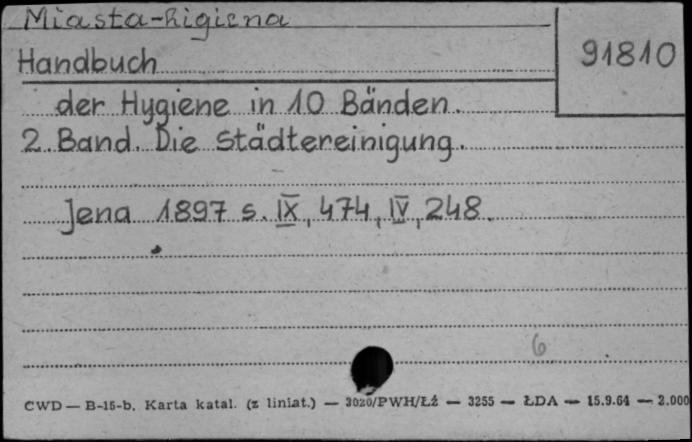 Miasta-higiena
91810
Handbuch
der Hygiene in 10 Bänden.
2. Band. Die Städtereinigung.
Jena 1897 s. IX, 474, IV, 248.
6
CWD — B-15-b. Karta katal. (z liniat.) — 3020/PWH/Łź — 3255 — ŁDA — 15.9.64 — 2.000